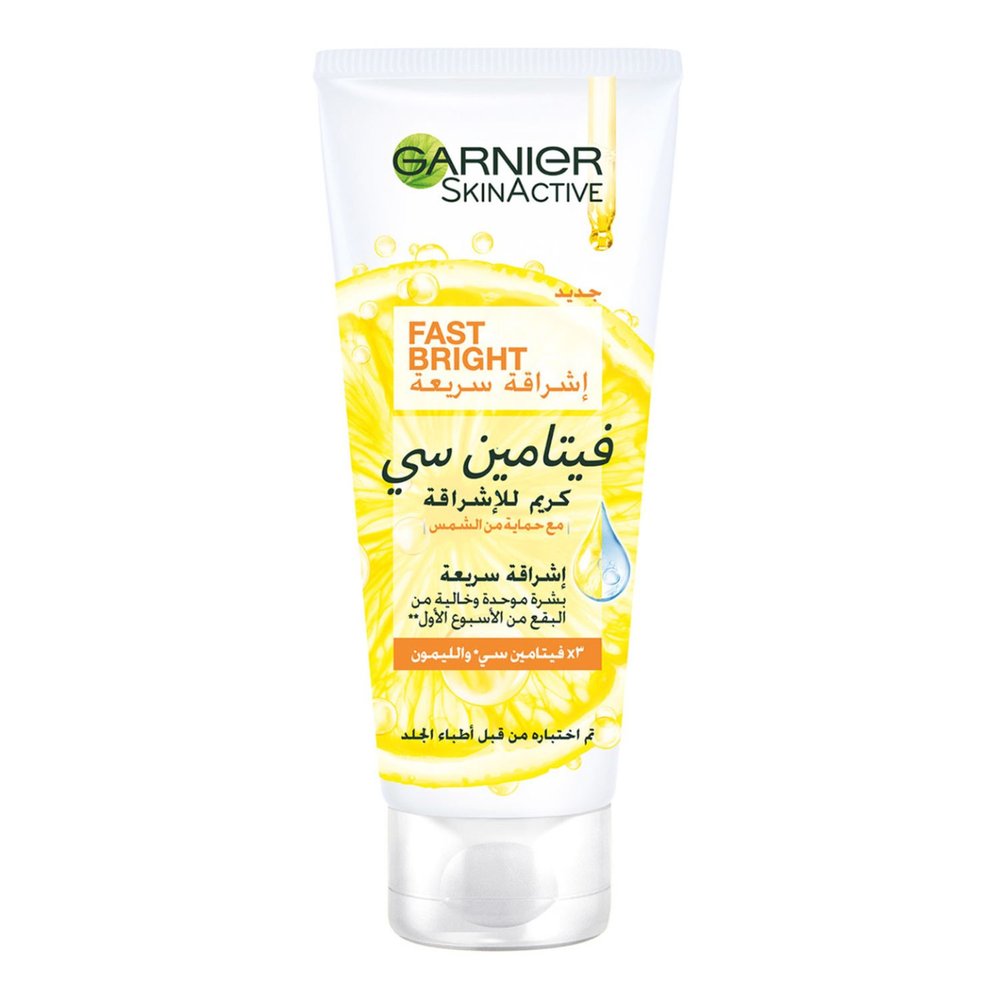 GARNIER
SKINACTIVE
جديد
FAST
BRIGHT
إشراقة سريعة
فيتامين سي
كريم للإشراقة
مع حماية من الشمس
إشراقة سريعة
بشرة موحدة وخالية من
البقع من الأسبوع الأول**
x٣ فيتامين سي* والليمون
تم اختباره من قبل أطباء الجلد